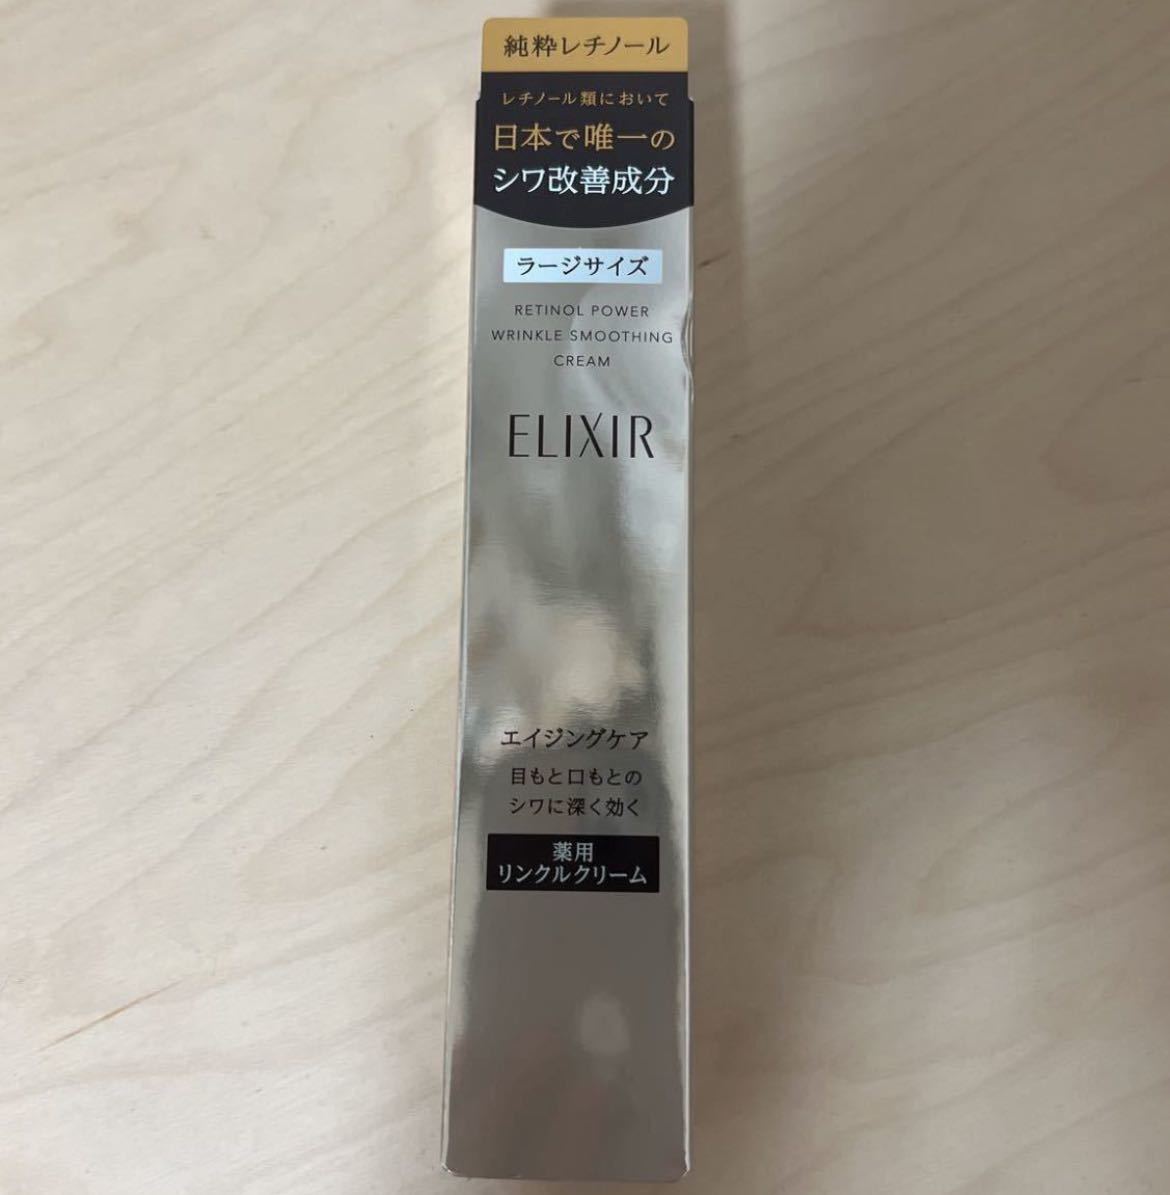 純粋レチノール
レチノール類において
日本で唯一の
シワ改善成分
ラージサイズ
RETINOL POWER
WRINKLE SMOOTHING
CREAM
ELIXIR
エイジングケア
目もと口もとの
シワに深く効く
薬用
リンクルクリーム